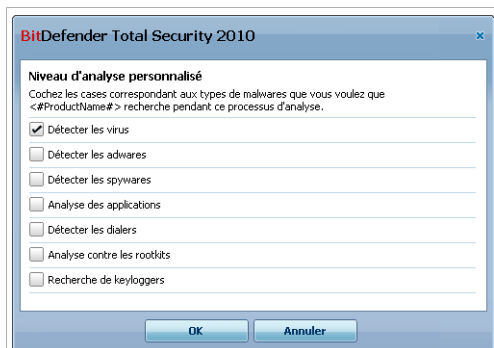 BitDefender Total Security 2010
Niveau d'analyse personnalisé
Cochez les cases correspondant aux types de malwares que vous voulez que
<#ProductName#> recherche pendant ce processus d'analyse.
Détecter les virus
Détecter les adwares
Détecter les spywares
Analyse des applications
Détecter les dialers
Analyse contre les rootkits
Recherche de keyloggers
OK
Annuler